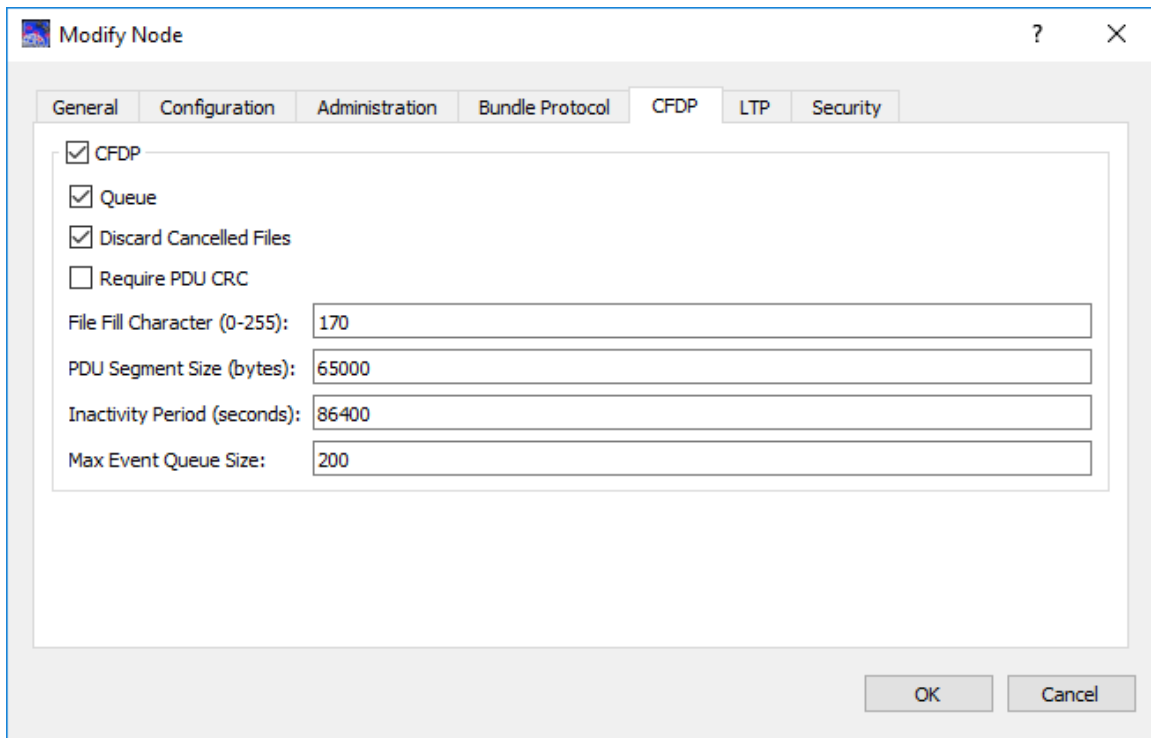 Modify Node
General Configuration Administration Bundle Protocol CFDP LTP Security
CFDP
Queue
Discard Cancelled Files
Require PDU CRC
File Fill Character (0-255): 170
PDU Segment Size (bytes): 65000
Inactivity Period (seconds): 86400
Max Event Queue Size: 200
OK Cancel